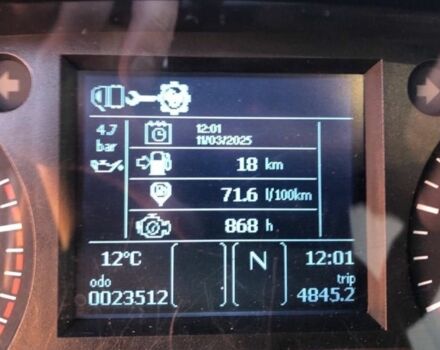 4.7
bar
12:01
11/03/2025
18 km
71.6 l/100km
868 h
12°C
N
12:01
odo
trip
0023512
4845.2